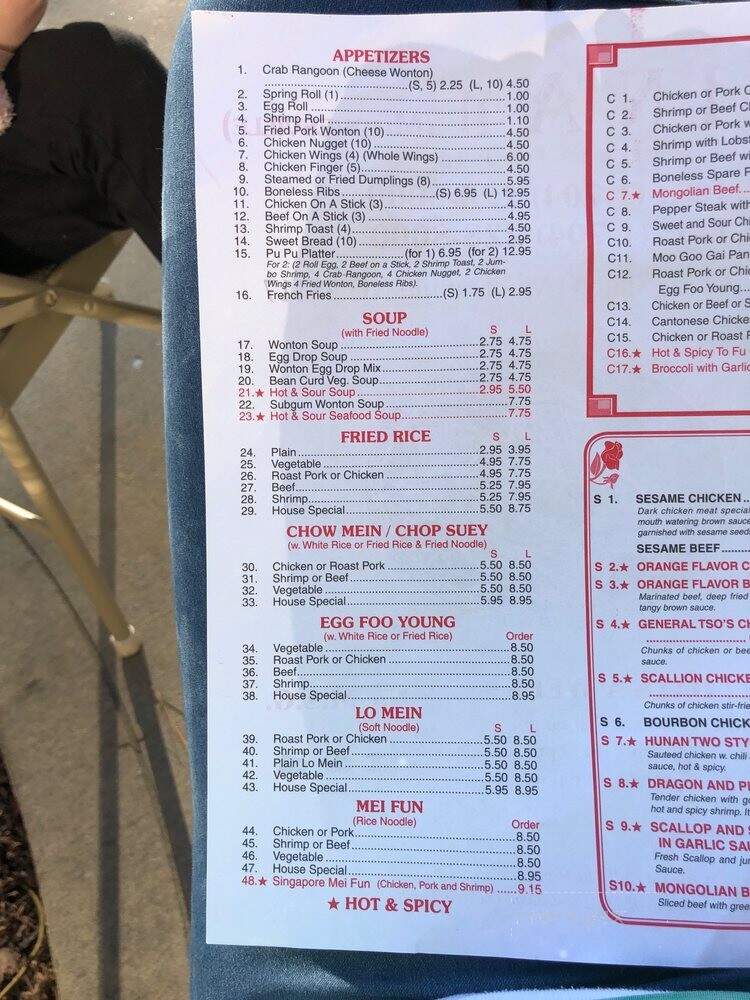 APPETIZERS
1. Crab Rangoon (Cheese Wonton)
(S, 5) 2.25 (L, 10) 4.50
2. Spring Roll (1) 1.00
3. Egg Roll 1.00
4. Shrimp Roll 1.10
5. Fried Pork Wonton (10) 4.50
6. Chicken Nugget (10) 4.50
7. Chicken Wings (4) (Whole Wings) 6.00
8. Chicken Finger (5) 4.50
9. Steamed or Fried Dumplings (8) 5.95
10. Boneless Ribs (S) 6.95 (L) 12.95
11. Chicken On A Stick (3) 4.50
12. Beef On A Stick (3) 4.95
13. Shrimp Toast (4) 4.50
14. Sweet Bread (10) 2.95
15. Pu Pu Platter (for 1) 6.95 (for 2) 12.95
For 2: (2 Roll Egg, 2 Beef on a Stick, 2 Shrimp Toast, 2 Jum-
bo Shrimp, 4 Crab Rangoon, 4 Chicken Nugget, 2 Chicken
Wings 4 Fried Wonton, Boneless Ribs).
16. French Fries (S) 1.75 (L) 2.95
SOUP
(with Fried Noodle) S L
17. Wonton Soup 2.75 4.75
18. Egg Drop Soup 2.75 4.75
19. Wonton Egg Drop Mix 2.75 4.75
20. Bean Curd Veg. Soup 2.75 4.75
21.★ Hot & Sour Soup 2.95 5.50
22. Subgum Wonton Soup 7.75
23.★ Hot & Sour Seafood Soup 7.75
FRIED RICE S L
24. Plain 2.95 3.95
25. Vegetable 4.95 7.75
26. Roast Pork or Chicken 4.95 7.75
27. Beef 5.25 7.95
28. Shrimp 5.25 7.95
29. House Special 5.50 8.75
CHOW MEIN / CHOP SUEY
(w. White Rice or Fried Rice & Fried Noodle)
S L
30. Chicken or Roast Pork 5.50 8.50
31. Shrimp or Beef 5.50 8.50
32. Vegetable 5.50 8.50
33. House Special 5.95 8.95
EGG FOO YOUNG
(w. White Rice or Fried Rice) Order
34. Vegetable 8.50
35. Roast Pork or Chicken 8.50
36. Beef 8.50
37. Shrimp 8.50
38. House Special 8.95
LO MEIN
(Soft Noodle) S L
39. Roast Pork or Chicken 5.50 8.50
40. Shrimp or Beef 5.50 8.50
41. Plain Lo Mein 5.50 8.50
42. Vegetable 5.50 8.50
43. House Special 5.95 8.95
MEI FUN
(Rice Noodle) Order
44. Chicken or Pork 8.50
45. Shrimp or Beef 8.50
46. Vegetable 8.50
47. House Special 8.95
48.★ Singapore Mei Fun (Chicken, Pork and Shrimp) 9.15
★ HOT & SPICY
C 1. Chicken or Pork
C 2. Shrimp or Beef
C 3. Chicken or Pork
C 4. Shrimp with
C 5. Shrimp or Beef
C 6. Boneless Spare
C 7.★ Mongolian Beef
C 8. Pepper Steak with
C 9. Sweet and Sour
C10. Roast Pork or
C11. Moo Goo Gai Pan
C12. Roast Pork or
Egg Foo Young
C13. Chicken or Beef or
C14. Cantonese
C15. Chicken or Roast
C16.★ Hot & Spicy To Fu
C17.★ Broccoli with
S 1. SESAME CHICKEN
Dark chicken meat
mouth watering brown
garnished with sesame
SESAME BEEF
S 2.★ ORANGE FLAVOR
S 3.★ ORANGE FLAVOR
Marinated beef, deep fried
tangy brown sauce.
S 4.★ GENERAL TSO'S
Chunks of chicken or
sauce.
S 5.★ SCALLION
Chunks of chicken
S 6. BOURBON
S 7.★ HUNAN TWO
Sauteed chicken w. chili
sauce, hot & spicy.
S 8.★ DRAGON AND
Tender chicken with
hot and spicy shrimp.
S 9.★ SCALLOP AND
IN GARLIC
Fresh Scallop and
Sauce.
S10.★ MONGOLIAN
Sliced beef with